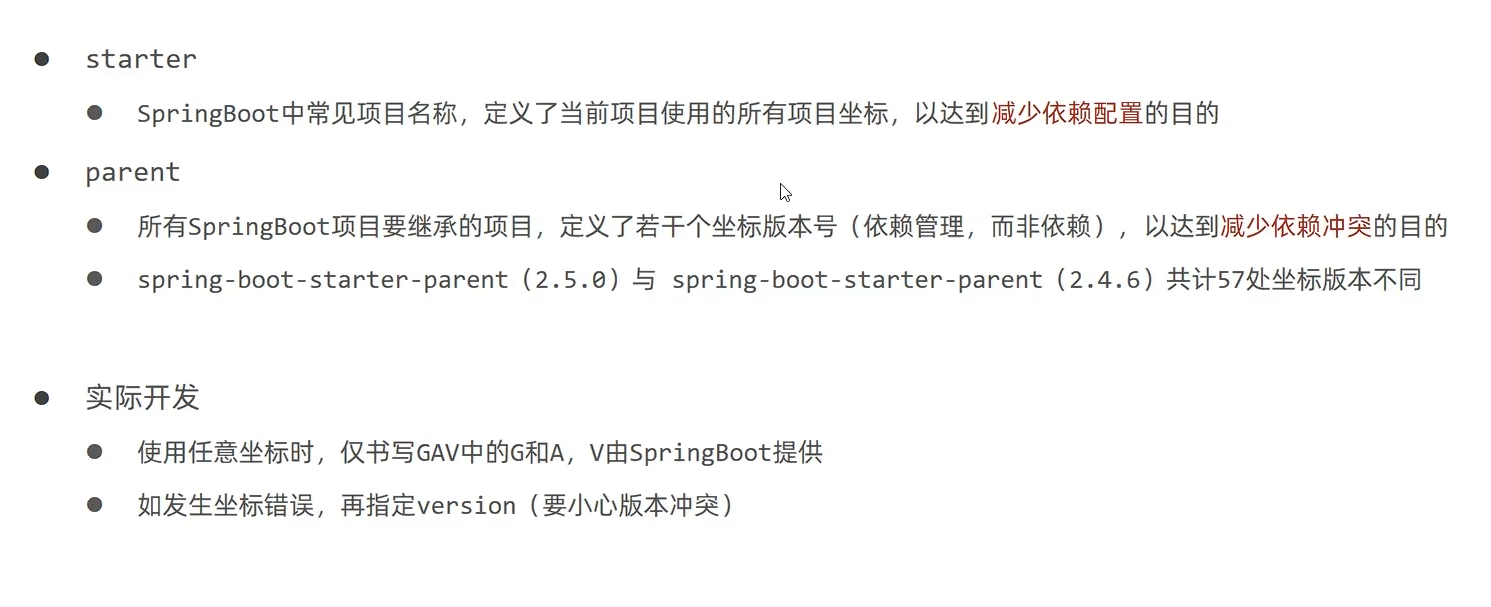 starter
SpringBoot中常见项目名称，定义了当前项目使用的所有项目坐标，以达到减少依赖配置的目的
parent
所有SpringBoot项目要继承的项目，定义了若干个坐标版本号（依赖管理，而非依赖），以达到减少依赖冲突的目的
spring-boot-starter-parent（2.5.0）与 spring-boot-starter-parent（2.4.6）共计57处坐标版本不同
实际开发
使用任意坐标时，仅书写GAV中的G和A，V由SpringBoot提供
如发生坐标错误，再指定version（要小心版本冲突）